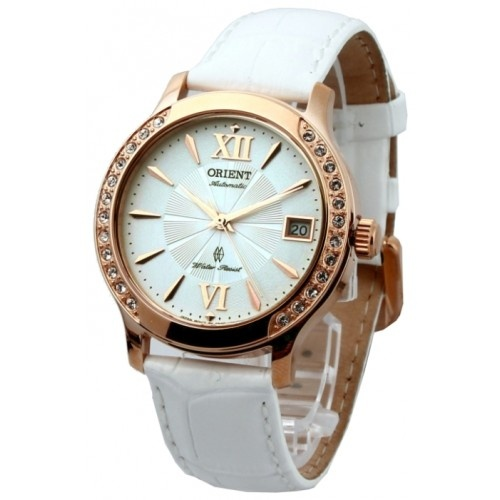 XII
ORIENT
Automatic
20
Water Resist
VI